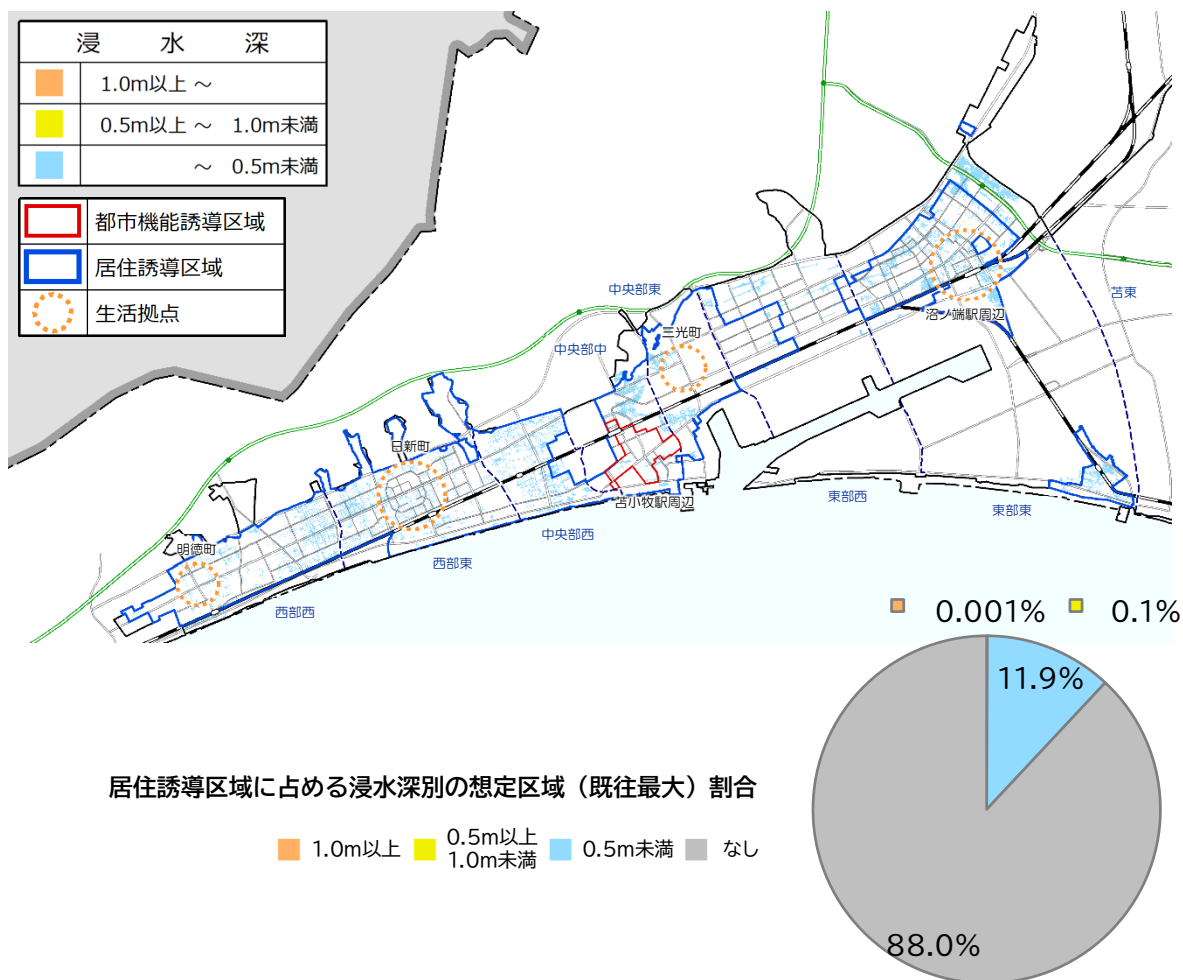 浸水深
1.0m以上 ～
0.5m以上 ～ 1.0m未満
～ 0.5m未満
都市機能誘導区域
居住誘導区域
生活拠点
中央部東
三光町
中央部中
沼ノ端駅周辺
苫東
日新町
苫小牧駅周辺
東部西
東部東
中央部西
明徳町
西部東
西部西
0.001%
0.1%
11.9%
88.0%
居住誘導区域に占める浸水深別の想定区域（既往最大）割合
1.0m以上
0.5m以上
1.0m未満
0.5m未満
なし